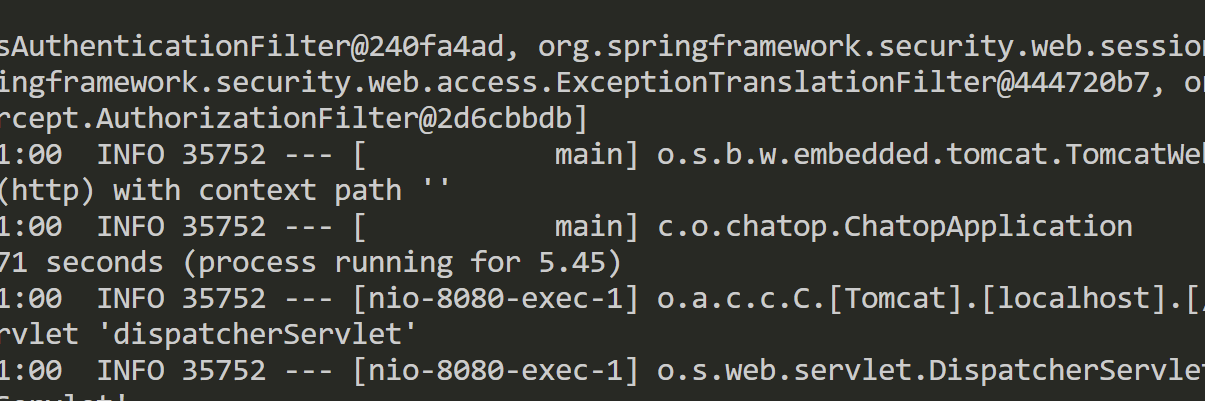 sAuthenticationFilter@240fa4ad, org.springframework.security.web.session
ingframework.security.web.access.ExceptionTranslationFilter@444720b7, or
rcept.AuthorizationFilter@2d6cbbdb]
1:00  INFO 35752 --- [           main] o.s.b.w.embedded.tomcat.TomcatWeb
(http) with context path ''
1:00  INFO 35752 --- [           main] c.o.chatop.ChatopApplication
71 seconds (process running for 5.45)
1:00  INFO 35752 --- [nio-8080-exec-1] o.a.c.c.C.[Tomcat].[localhost].[/
rvlet 'dispatcherServlet'
1:00  INFO 35752 --- [nio-8080-exec-1] o.s.web.servlet.DispatcherServlet